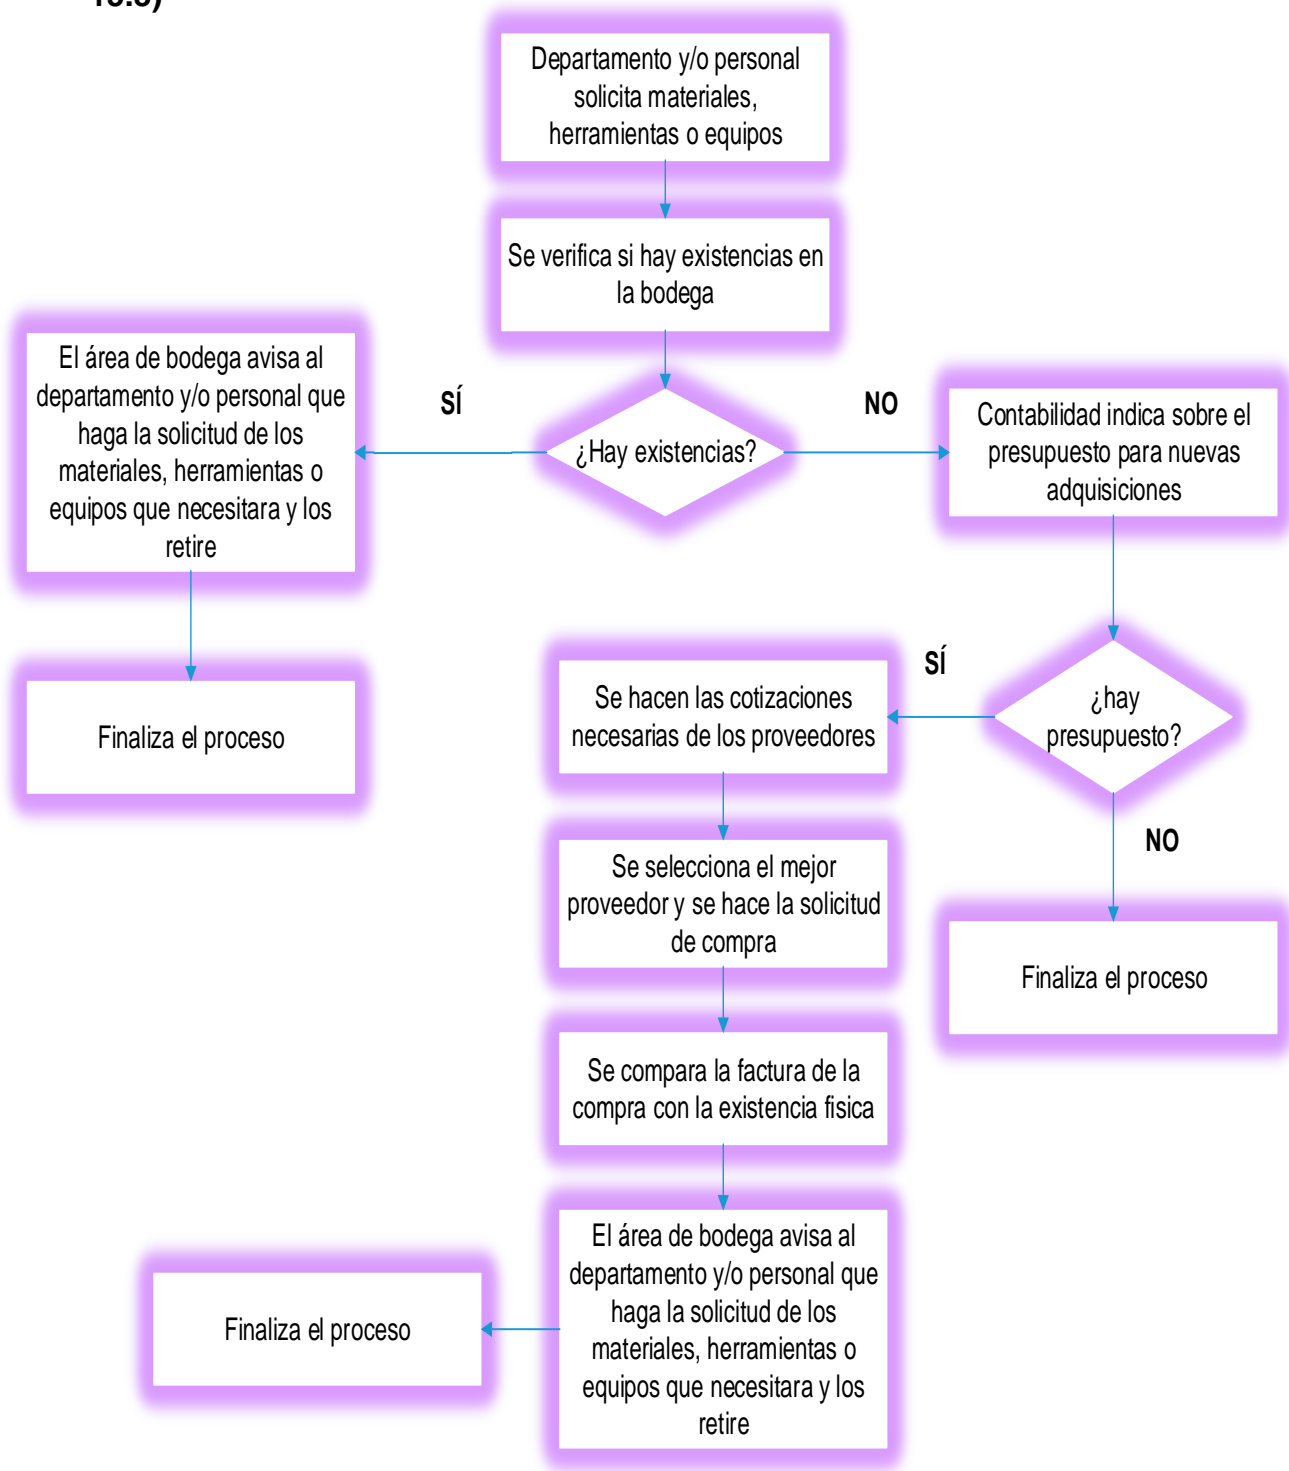 Departamento y/o personal
solicita materiales,
herramientas o equipos
Se verifica si hay existencias en
la bodega
¿Hay existencias?
SÍ
El área de bodega avisa al
departamento y/o personal que
haga la solicitud de los
materiales, herramientas o
equipos que necesitara y los
retire
Finaliza el proceso
NO
Contabilidad indica sobre el
presupuesto para nuevas
adquisiciones
¿hay
presupuesto?
SÍ
Se hacen las cotizaciones
necesarias de los proveedores
NO
Finaliza el proceso
Se selecciona el mejor
proveedor y se hace la solicitud
de compra
Se compara la factura de la
compra con la existencia fisica
El área de bodega avisa al
departamento y/o personal que
haga la solicitud de los
materiales, herramientas o
equipos que necesitara y los
retire
Finaliza el proceso